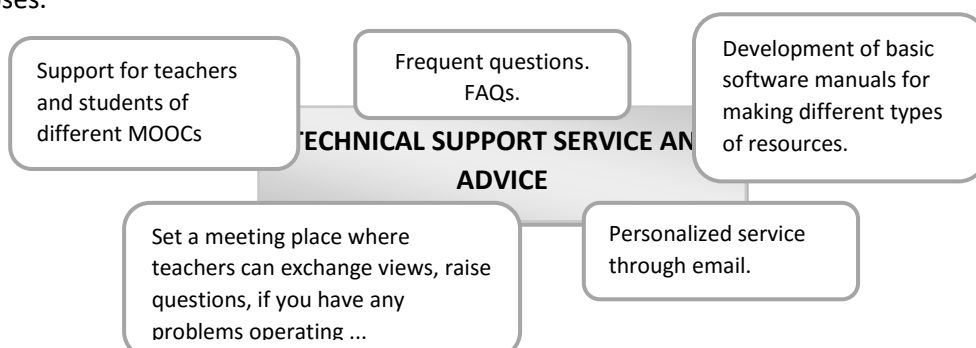 oses:
Support for teachers
and students of
different MOOCs
Frequent questions.
FAQs.
Development of basic
software manuals for
making different types
of resources.
TECHNICAL SUPPORT SERVICE AN
ADVICE
Set a meeting place where
teachers can exchange views, raise
questions, if you have any
problems operating ...
Personalized service
through email.